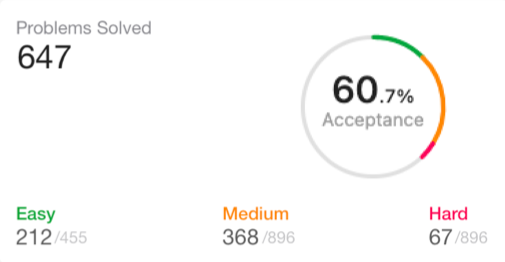 Problems Solved
647
60.7%
Acceptance
Easy
212/455
Medium
368/896
Hard
67/896